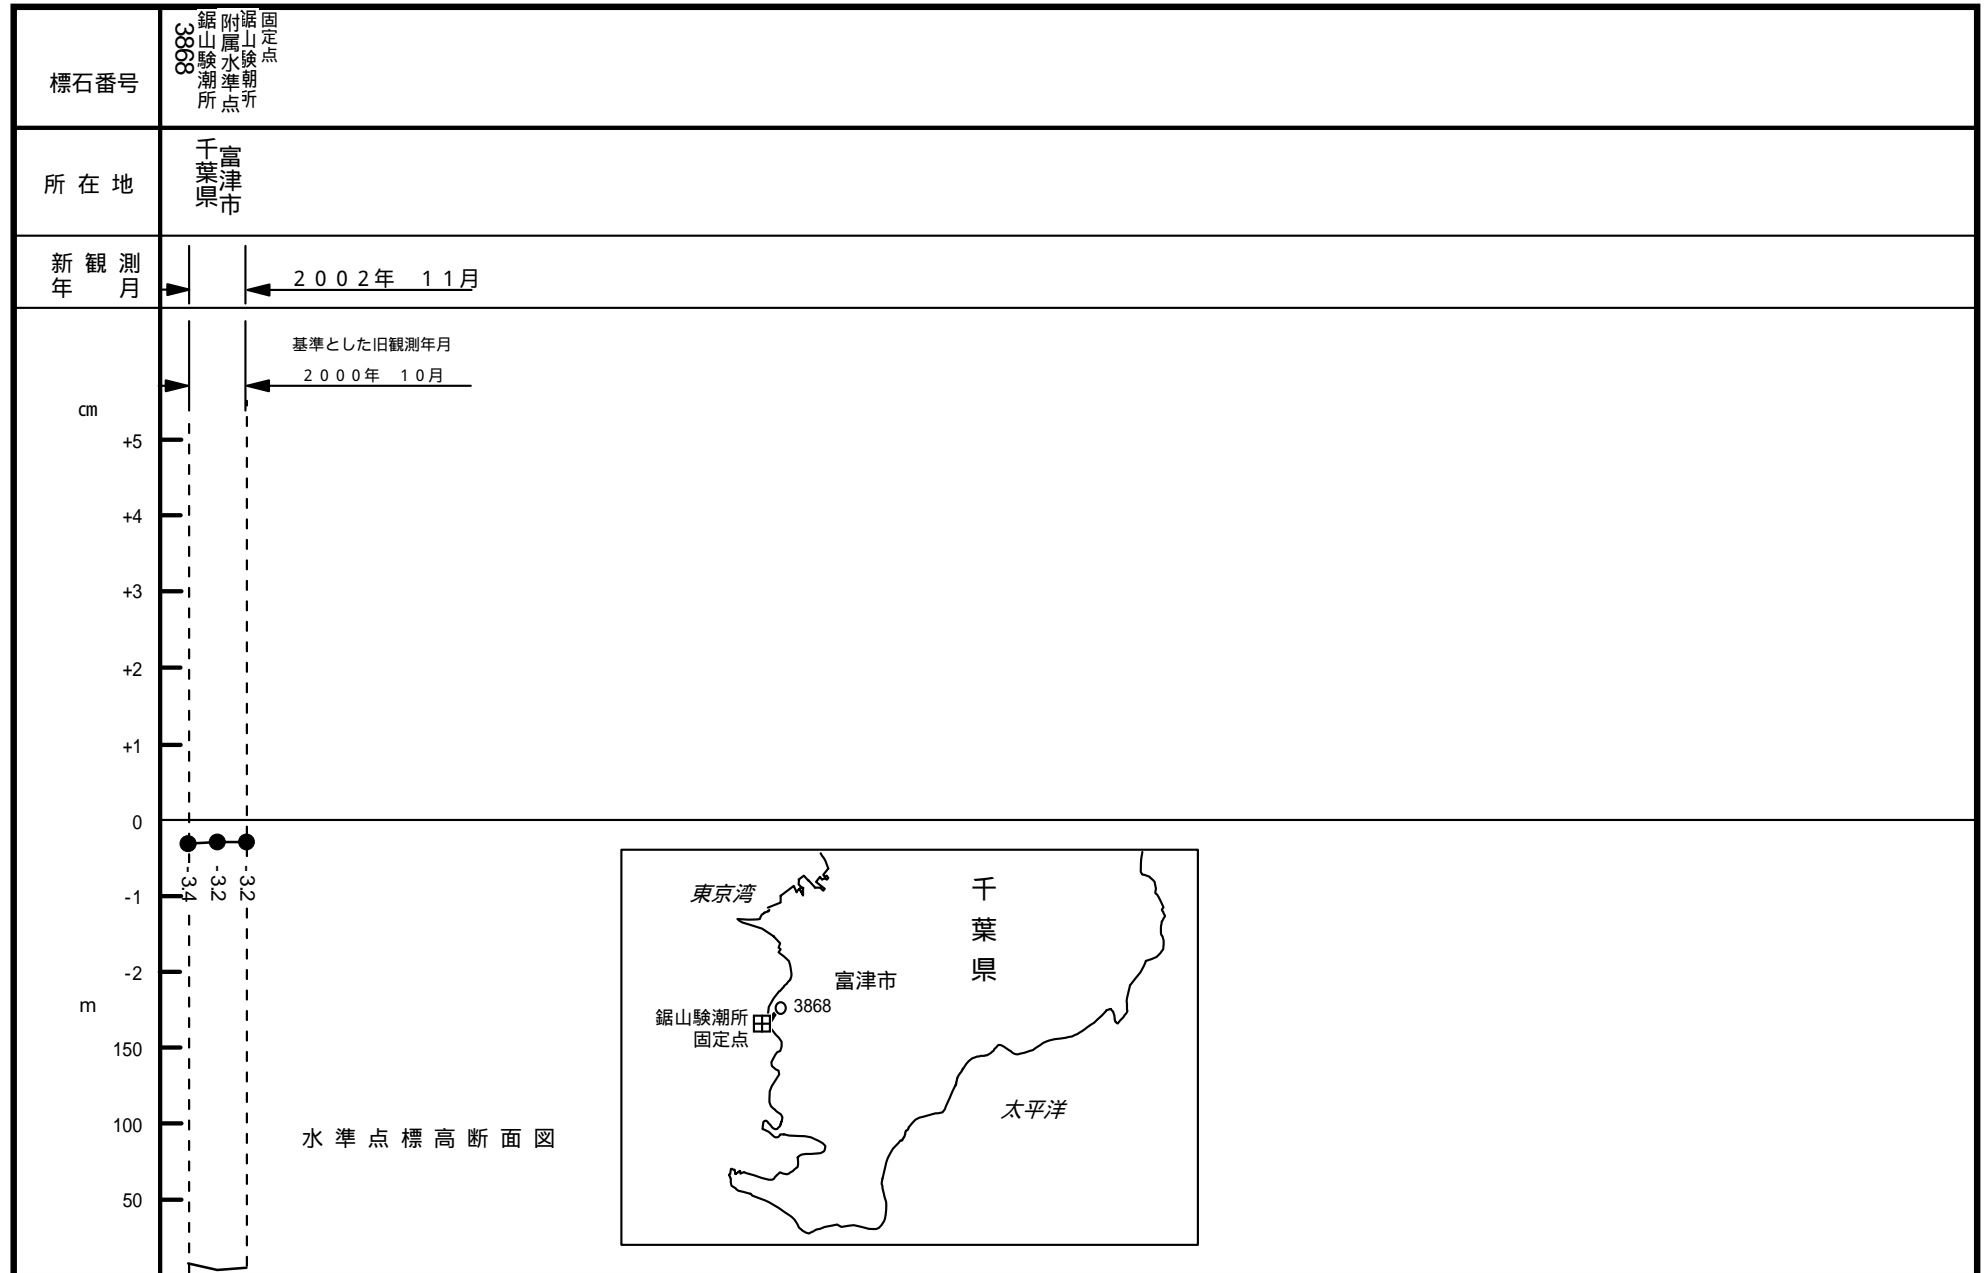 標石番号
3868
鋸山験潮所
附属水準点
鋸山験潮所
固定点
所在地
千葉県
富津市
新観測
年月
2002年 11月
基準とした旧観測年月
2000年 10月
cm
+5
+4
+3
+2
+1
0
-3.4
-3.2
-3.2
-1
-2
m
150
100
50
水準点標高断面図
東京湾
千葉県
富津市
3868
鋸山験潮所
固定点
太平洋